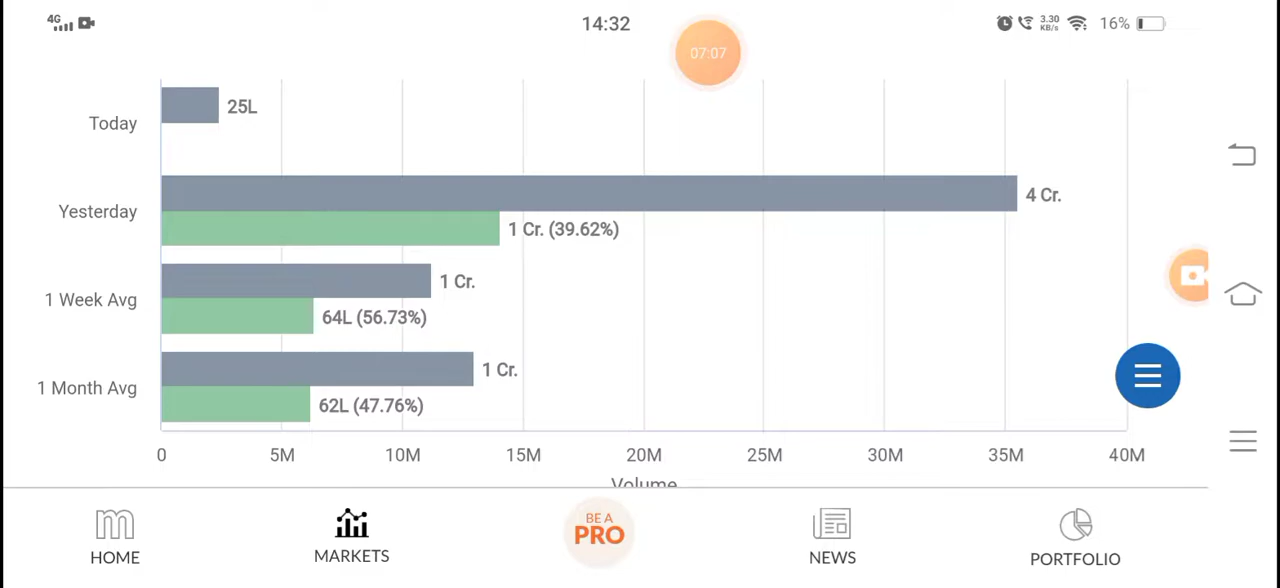 4G 14:32 07:07 3.30 KB/s 16%
Today 25L
Yesterday 4 Cr.
1 Cr. (39.62%)
1 Week Avg 1 Cr.
64L (56.73%)
1 Month Avg 1 Cr.
62L (47.76%)
0 5M 10M 15M 20M 25M 30M 35M 40M
Volume
BE A
PRO
HOME MARKETS NEWS PORTFOLIO